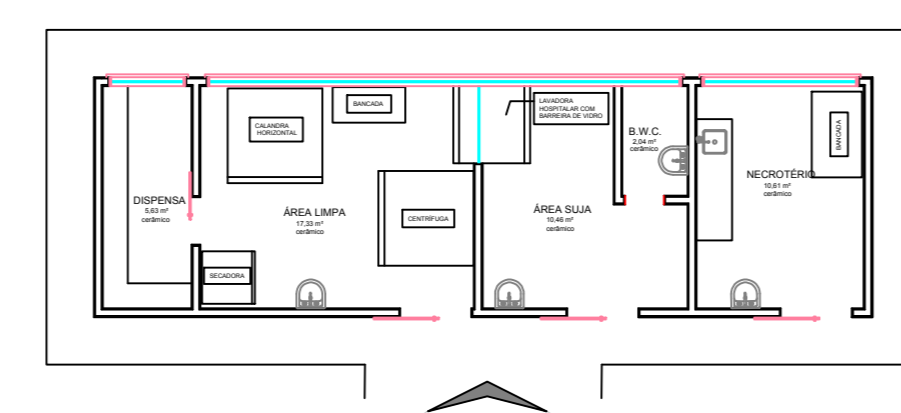 DISPENSA
5,63 m²
cerâmico
CALANDRA
HORIZONTAL
BANCADA
ÁREA LIMPA
17,33 m²
cerâmico
SECADORA
CENTRÍFUGA
LAVADORA
HOSPITALAR COM
BARREIRA DE VIDRO
ÁREA SUJA
10,46 m²
cerâmico
B.W.C.
2,04 m²
cerâmico
NECROTÉRIO
10,61 m²
cerâmico
BANCADA